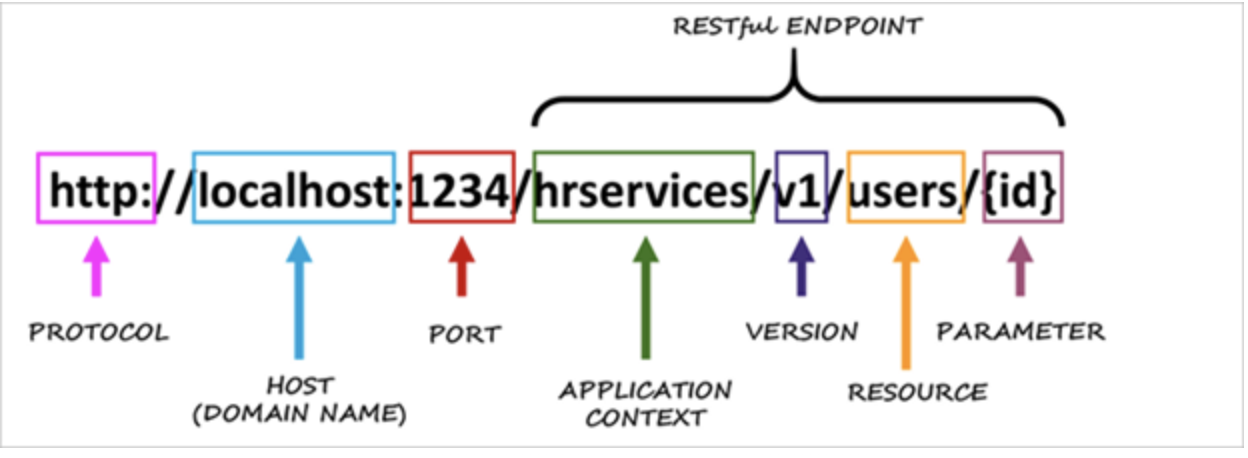 RESTful ENDPOINT
http://localhost:1234/hrservices/v1/users/{id}
PROTOCOL
HOST
(DOMAIN NAME)
PORT
APPLICATION
CONTEXT
VERSION
RESOURCE
PARAMETER